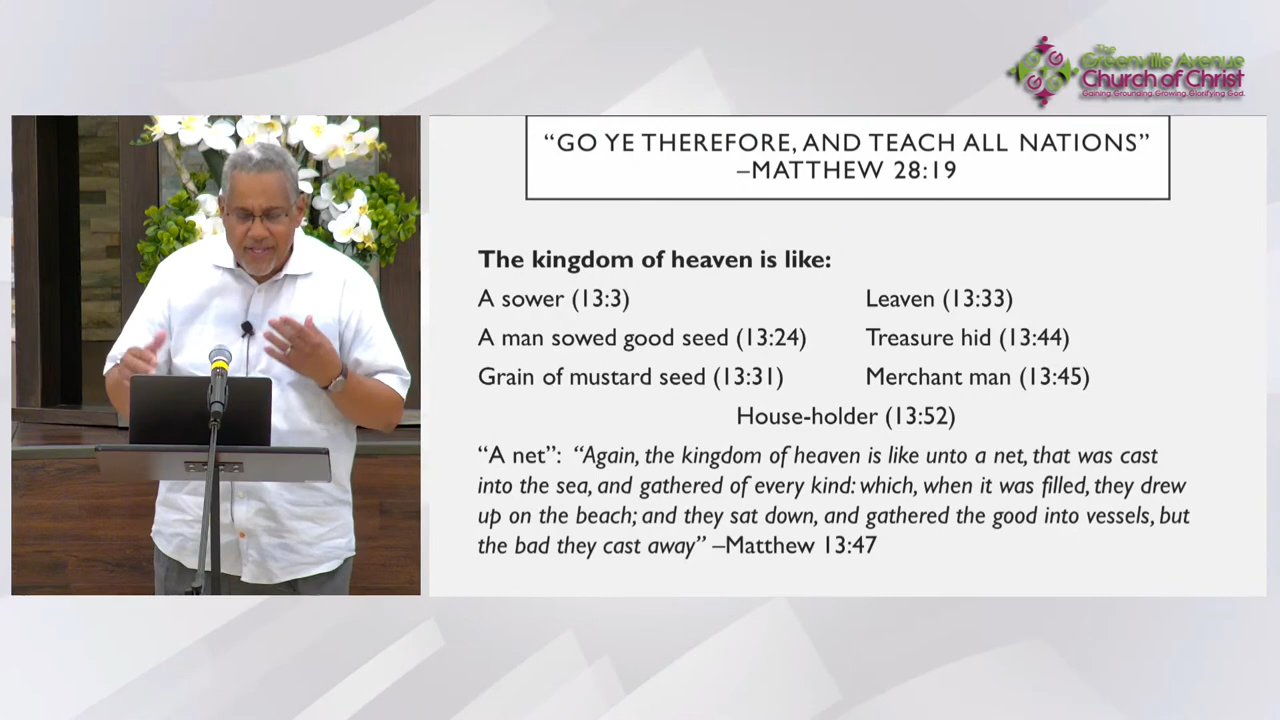 The
Greenville Avenue
Church of Christ
Gaining. Grounding. Growing. Glorifying God.
“GO YE THEREFORE, AND TEACH ALL NATIONS”
–MATTHEW 28:19
The kingdom of heaven is like:
A sower (13:3)
Leaven (13:33)
A man sowed good seed (13:24)
Treasure hid (13:44)
Grain of mustard seed (13:31)
Merchant man (13:45)
House-holder (13:52)
“A net”: “Again, the kingdom of heaven is like unto a net, that was cast
into the sea, and gathered of every kind: which, when it was filled, they drew
up on the beach; and they sat down, and gathered the good into vessels, but
the bad they cast away” –Matthew 13:47